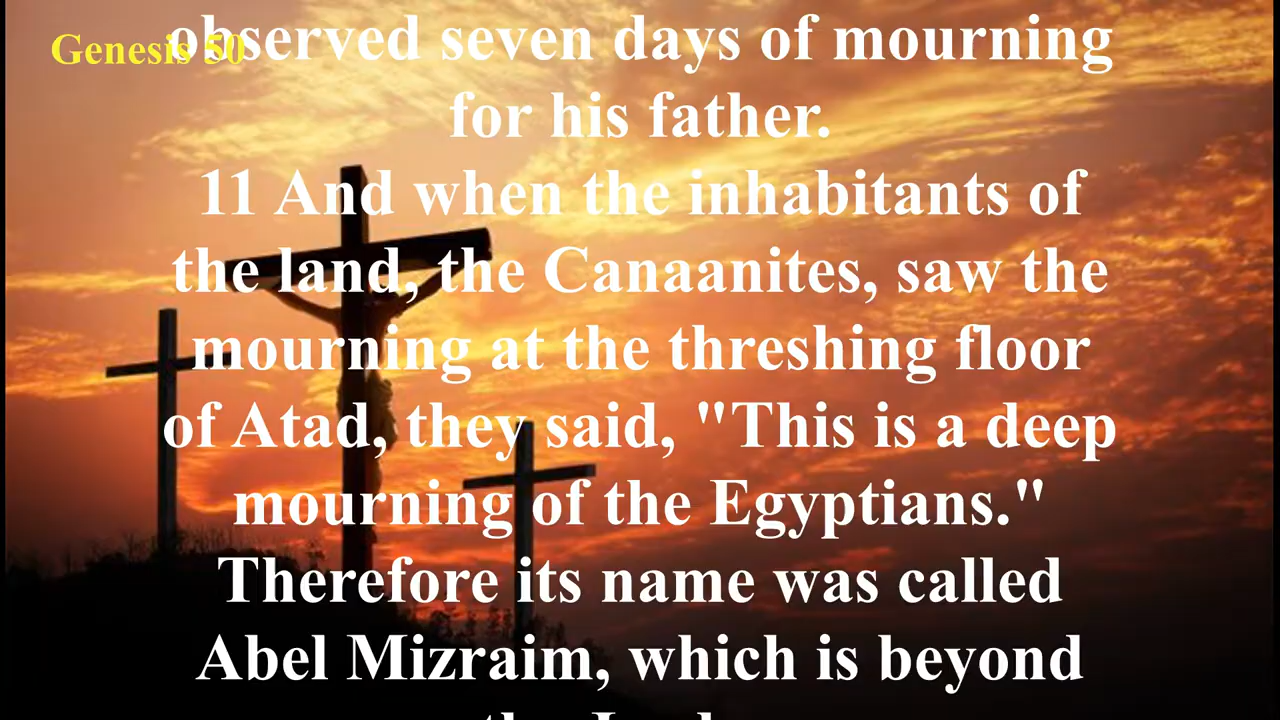 Genesis 50
observed seven days of mourning
for his father.
11 And when the inhabitants of
the land, the Canaanites, saw the
mourning at the threshing floor
of Atad, they said, "This is a deep
mourning of the Egyptians."
Therefore its name was called
Abel Mizraim, which is beyond